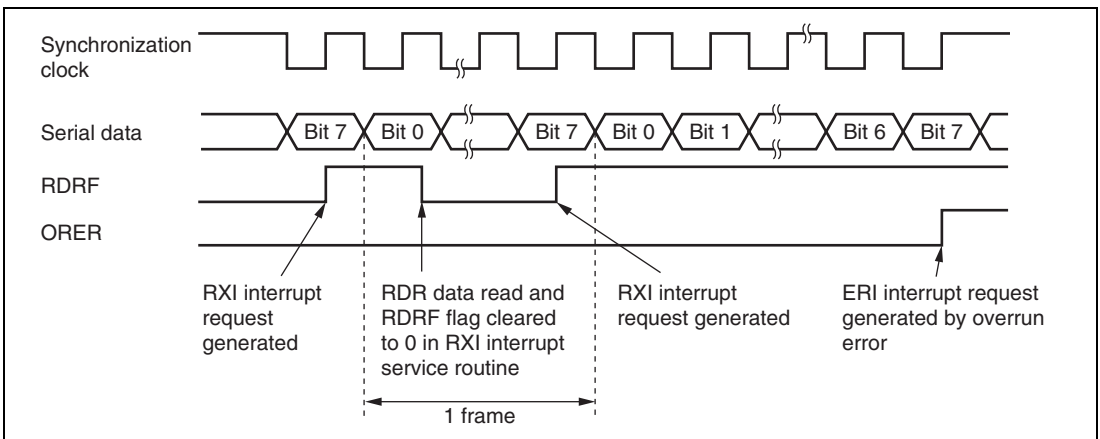 Synchronization
clock
Serial data
Bit 7
Bit 0
Bit 7
Bit 0
Bit 1
Bit 6
Bit 7
RDRF
ORER
RXI interrupt
request
generated
RDR data read and
RDRF flag cleared
to 0 in RXI interrupt
service routine
RXI interrupt
request generated
ERI interrupt request
generated by overrun
error
1 frame